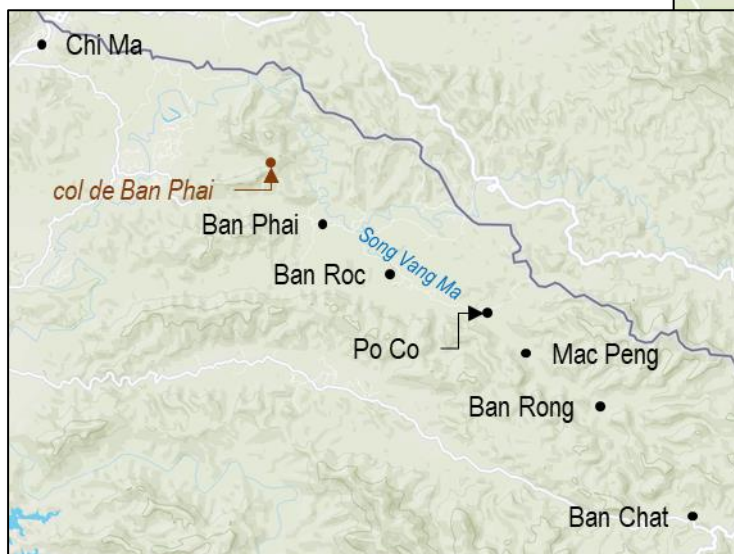 Chi Ma
col de Ban Phai
Ban Phai
Song Vang Ma
Ban Roc
Po Co
Mac Peng
Ban Rong
Ban Chat